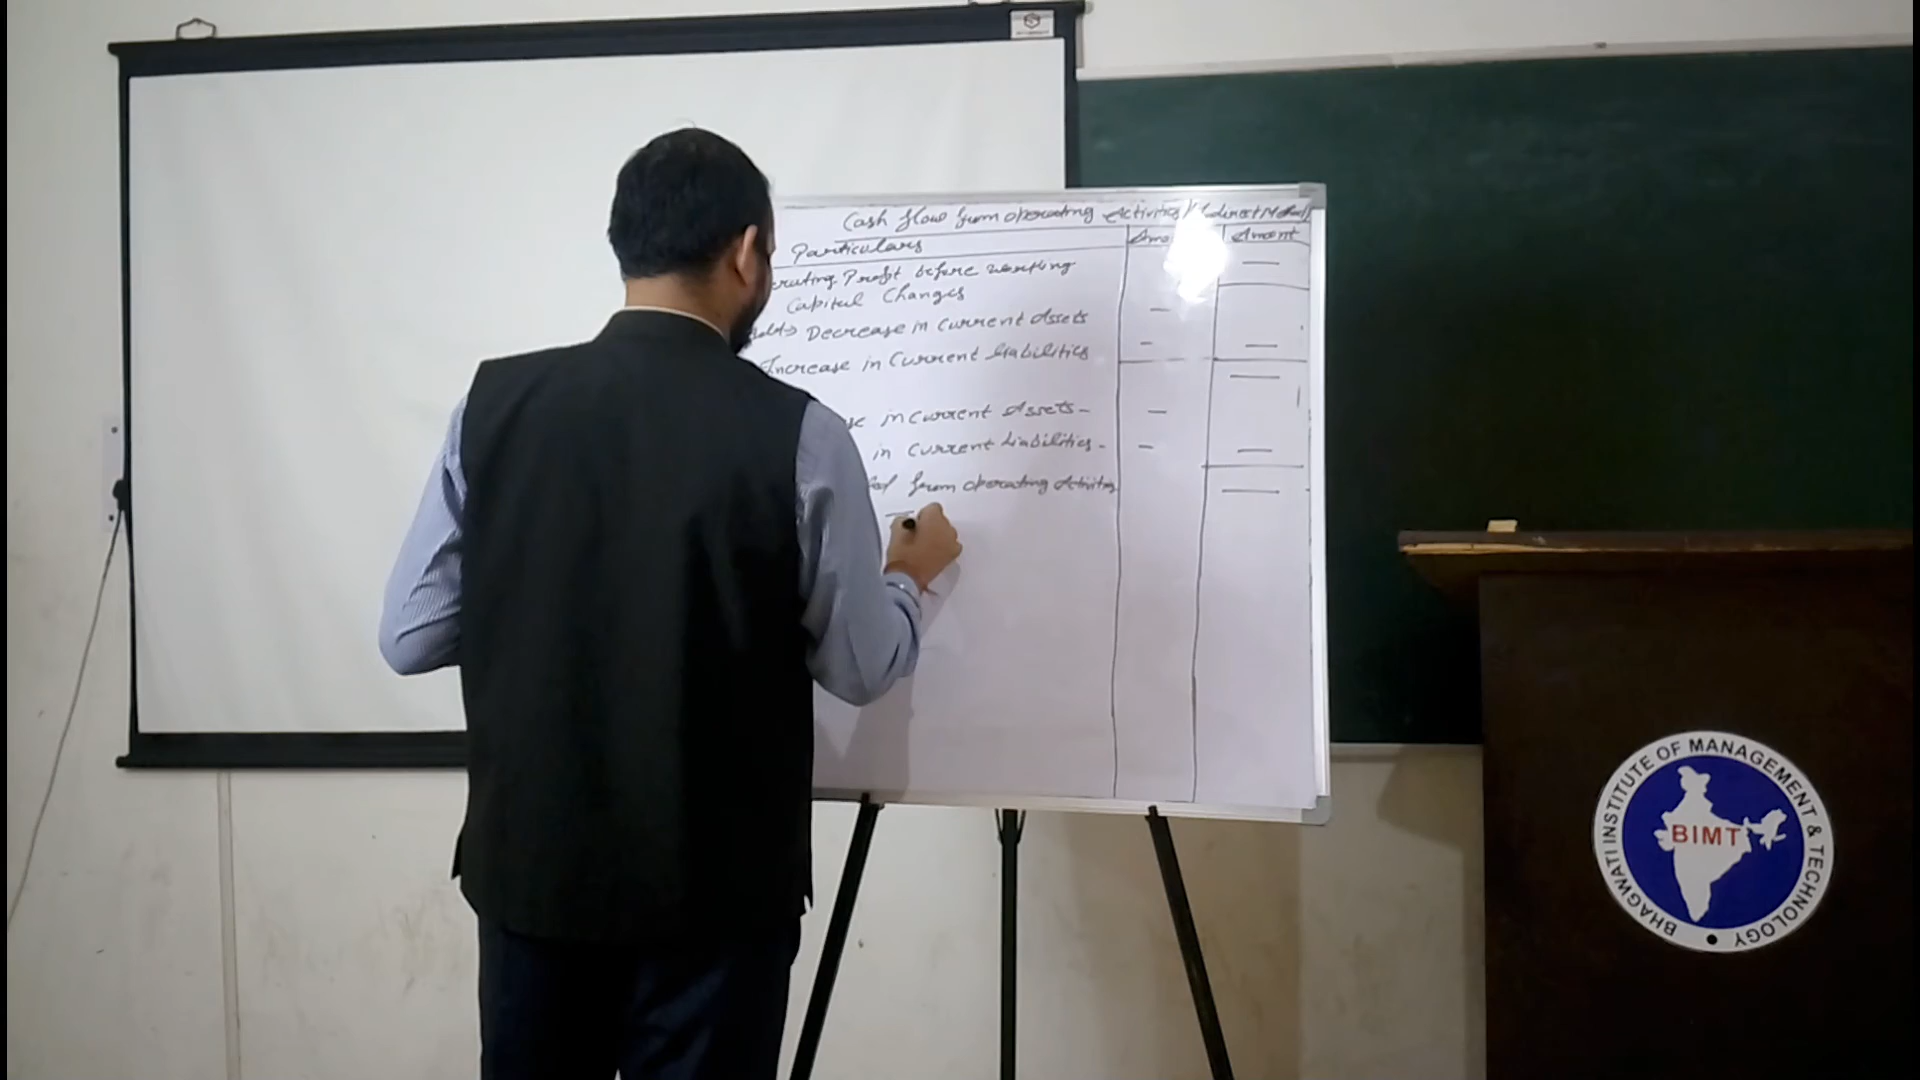 Cash flow from operating Activities
Particulars
Amount
Profit before working
Capital Changes
Add→ Decrease in Current Assets
Increase in Current liabilities
in Current Assets-
in Current Liabilities-
from operating Activities
BHAGWATI INSTITUTE OF MANAGEMENT & TECHNOLOGY
BIMT